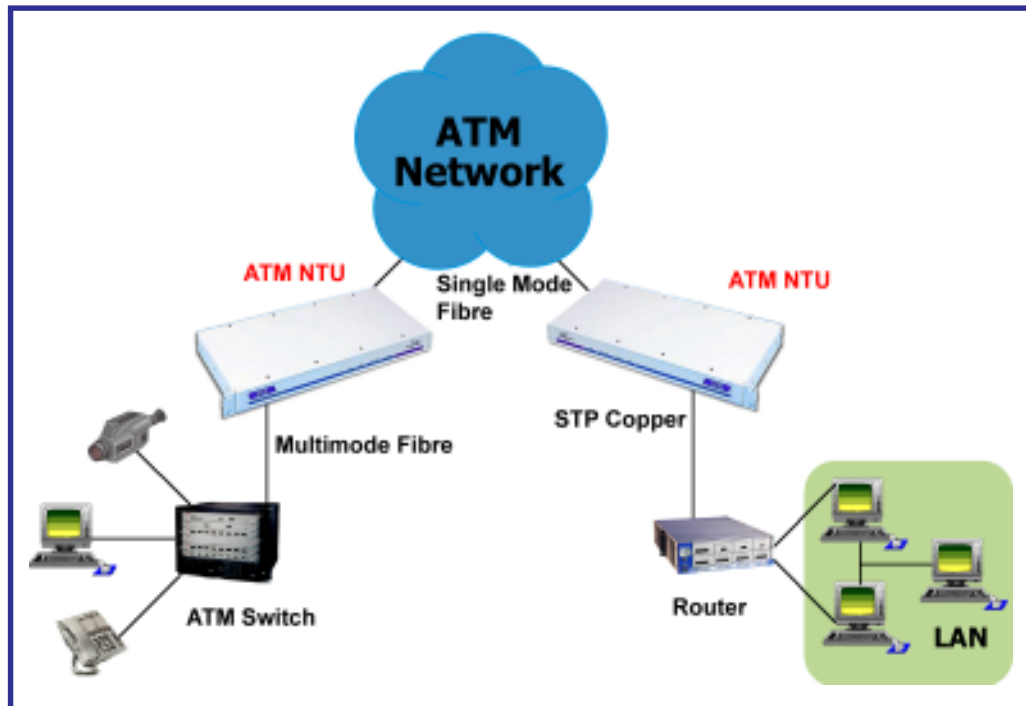 ATM
Network
ATM NTU
Single Mode
Fibre
ATM NTU
STP Copper
Multimode Fibre
ATM Switch
Router
LAN